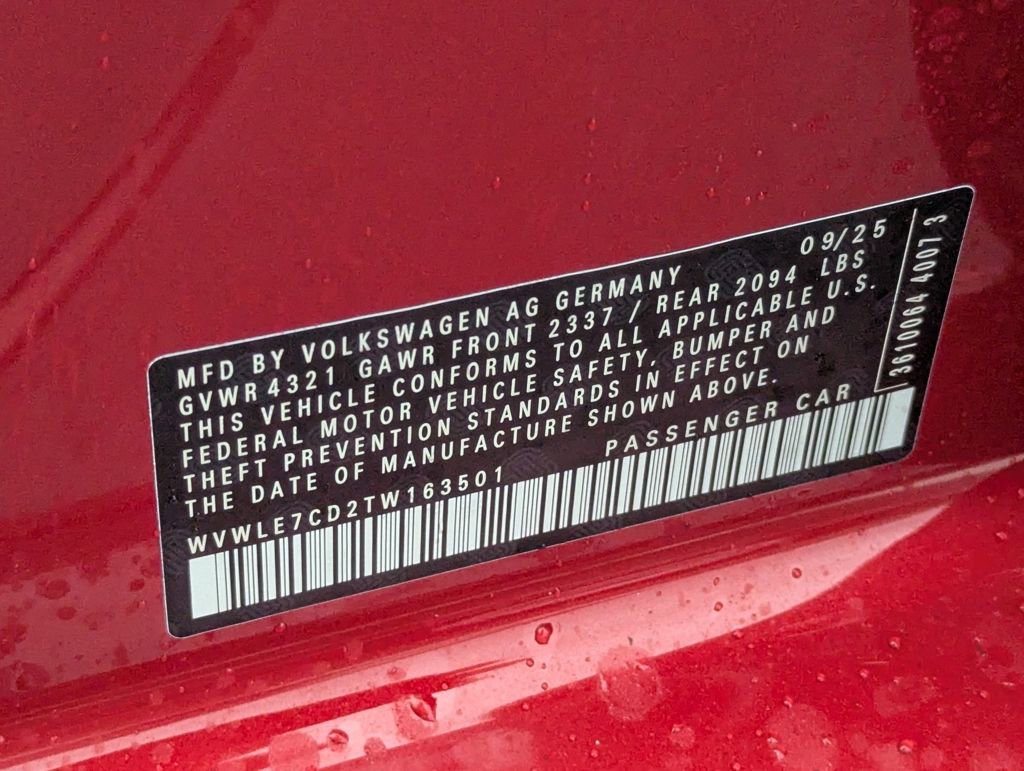 09/25
MFD BY VOLKSWAGEN AG GERMANY
GVWR 4321 GAWR FRONT 2337 / REAR 2094 LBS
THIS VEHICLE CONFORMS TO ALL APPLICABLE U.S.
FEDERAL MOTOR VEHICLE SAFETY, BUMPER AND
THEFT PREVENTION STANDARDS IN EFFECT ON
THE DATE OF MANUFACTURE SHOWN ABOVE.
WVWLE7CD2TW163501 PASSENGER CAR
3610064 4007 3